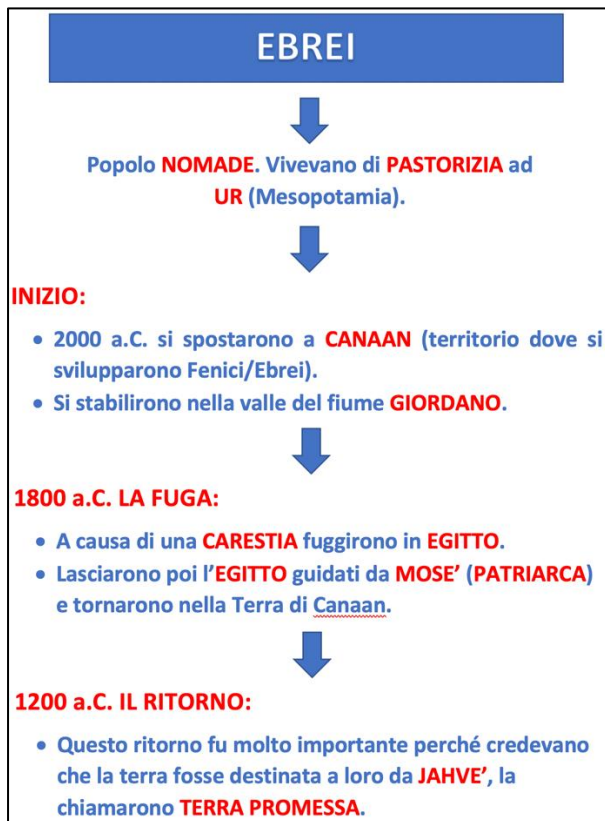 EBREI
Popolo NOMADE. Vivevano di PASTORIZIA ad
UR (Mesopotamia).
INIZIO:
• 2000 a.C. si spostarono a CANAAN (territorio dove si
sviluppa­rono Fenici/Ebrei).
• Si stabilirono nella valle del fiume GIORDANO.
1800 a.C. LA FUGA:
• A causa di una CARESTIA fuggirono in EGITTO.
• Lasciarono poi l'EGITTO guidati da MOSE' (PATRIARCA)
e tornarono nella Terra di Canaan.
1200 a.C. IL RITORNO:
• Questo ritorno fu molto importante perché credevano
che la terra fosse destinata a loro da JAHVE', la
chiamarono TERRA PROMESSA.